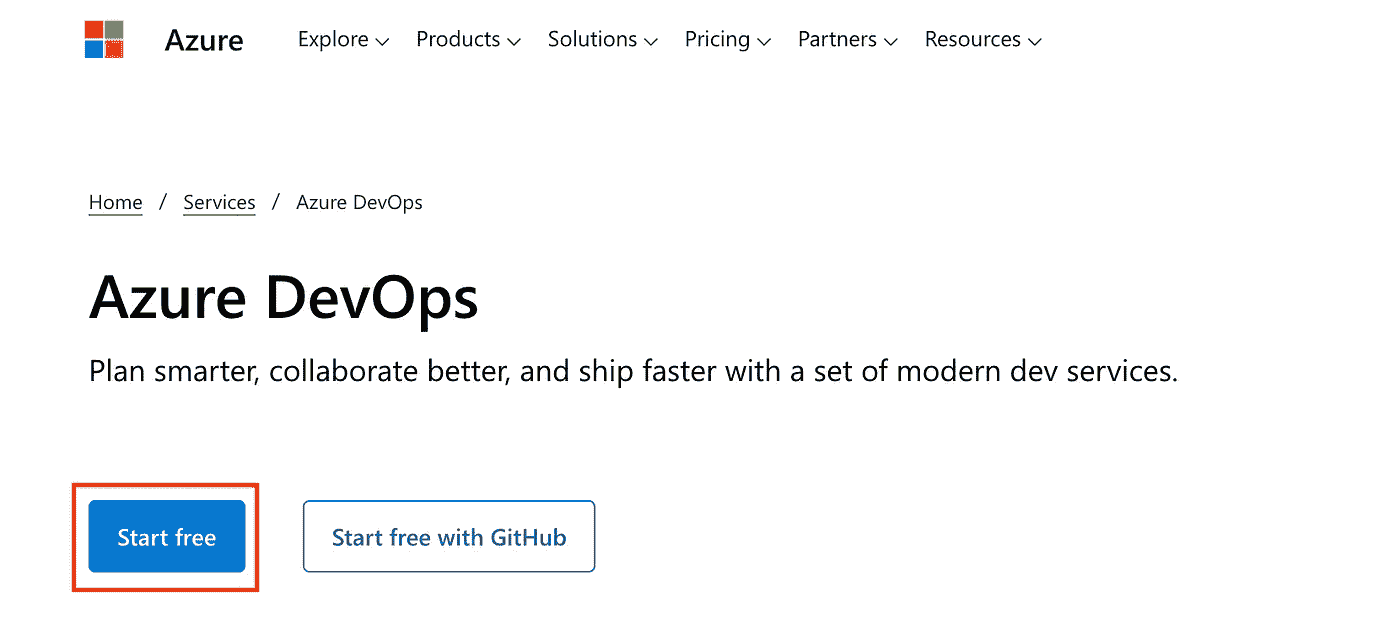 Azure Explore Products Solutions Pricing Partners Resources
Home / Services / Azure DevOps
Azure DevOps
Plan smarter, collaborate better, and ship faster with a set of modern dev services.
Start free Start free with GitHub